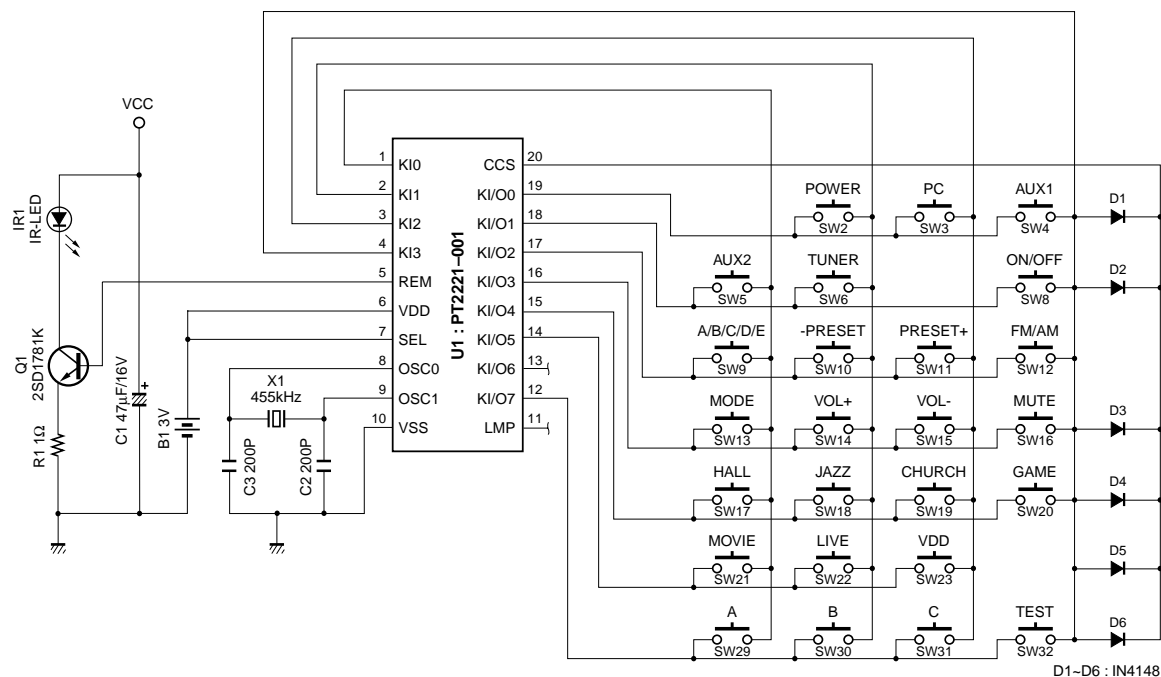 VCC
IR1
IR-LED
Q1
2SD1781K
R1 1Ω
C1 47µF/16V
+
B1 3V
X1
455kHz
C3 200P
C2 200P
U1 : PT2221–001
1 KI0
2 KI1
3 KI2
4 KI3
5 REM
6 VDD
7 SEL
8 OSC0
9 OSC1
10 VSS
CCS 20
KI/O0 19
KI/O1 18
KI/O2 17
KI/O3 16
KI/O4 15
KI/O5 14
KI/O6 13
KI/O7 12
LMP 11
POWER PC AUX1 D1
SW2 SW3 SW4
AUX2 TUNER ON/OFF D2
SW5 SW6 SW8
A/B/C/D/E -PRESET PRESET+ FM/AM
SW9 SW10 SW11 SW12
MODE VOL+ VOL- MUTE D3
SW13 SW14 SW15 SW16
HALL JAZZ CHURCH GAME D4
SW17 SW18 SW19 SW20
MOVIE LIVE VDD D5
SW21 SW22 SW23
A B C TEST D6
SW29 SW30 SW31 SW32
D1~D6 : IN4148